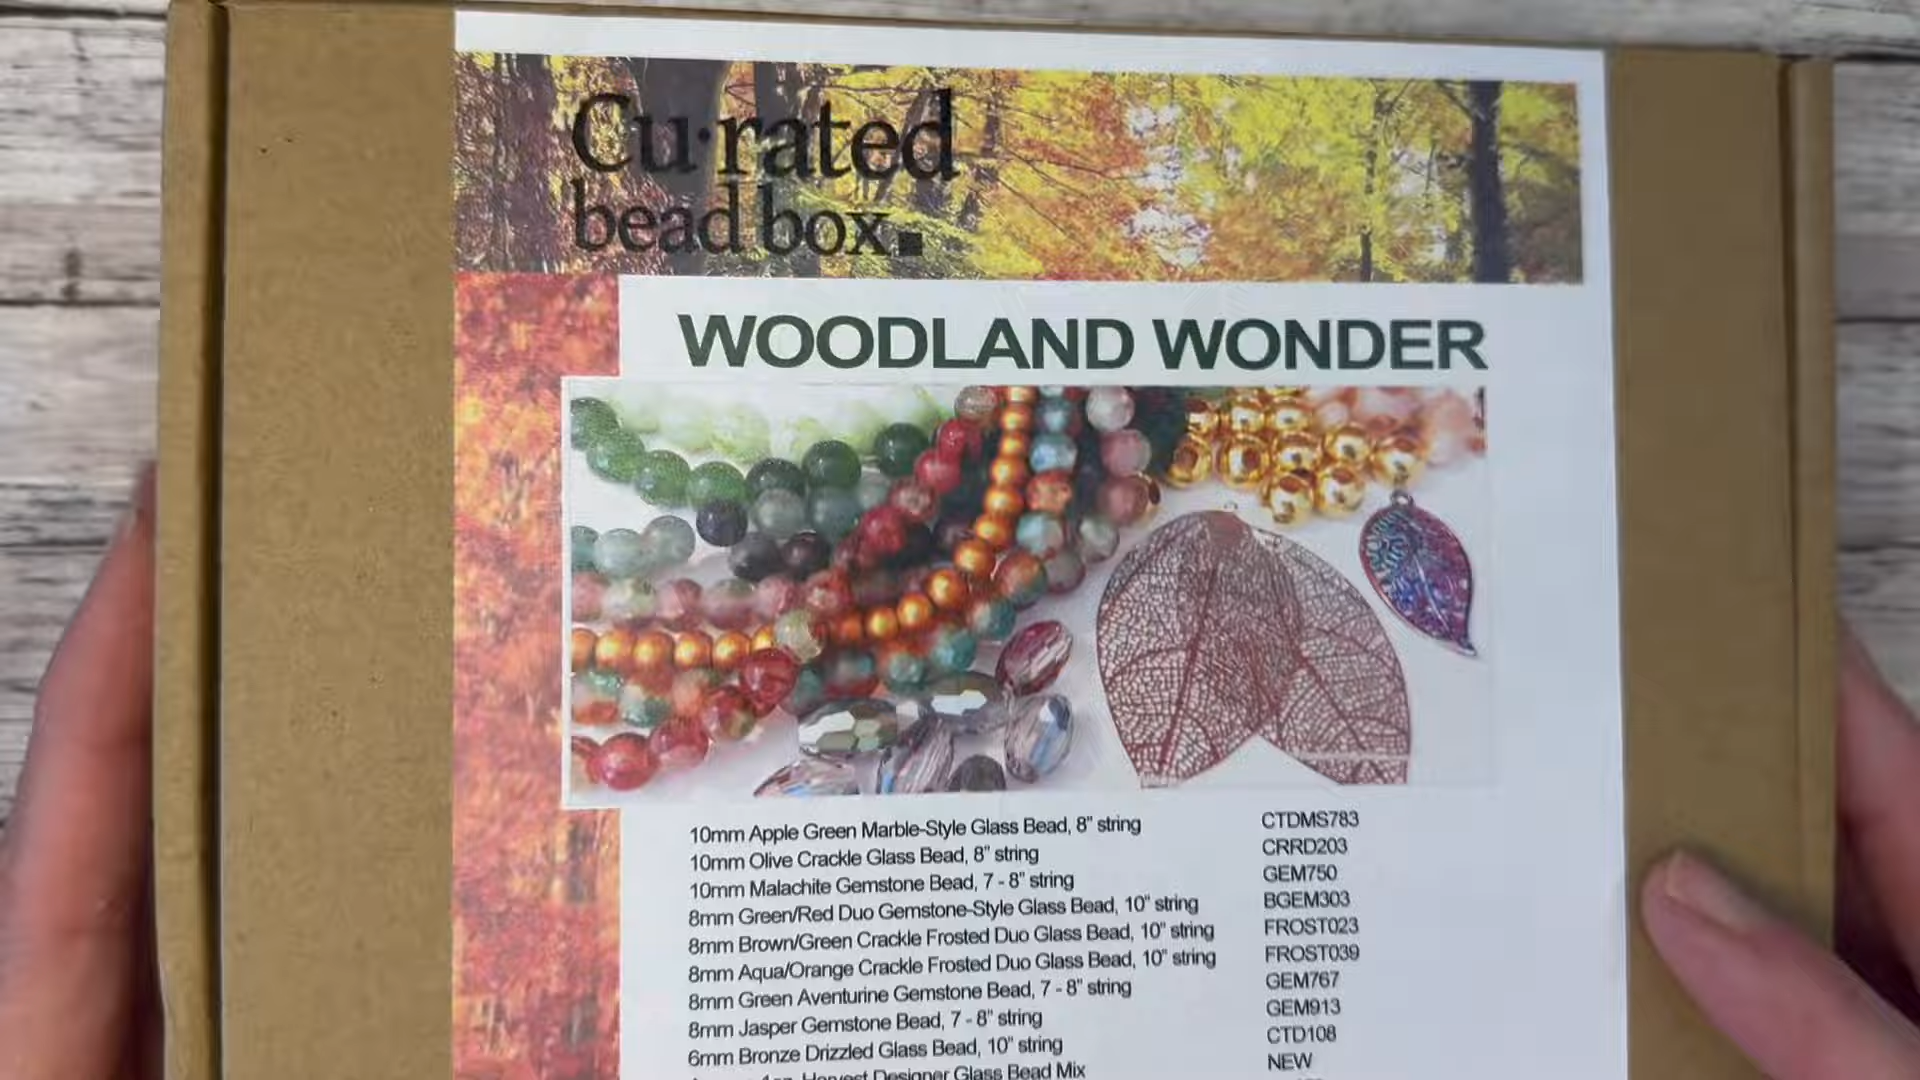 Cu·rated
bead box
WOODLAND WONDER
10mm Apple Green Marble-Style Glass Bead, 8" string CTDMS783
10mm Olive Crackle Glass Bead, 8" string CRRD203
10mm Malachite Gemstone Bead, 7 - 8" string GEM750
8mm Green/Red Duo Gemstone-Style Glass Bead, 10" string BGEM303
8mm Brown/Green Crackle Frosted Duo Glass Bead, 10" string FROST023
8mm Aqua/Orange Crackle Frosted Duo Glass Bead, 10" string FROST039
8mm Green Aventurine Gemstone Bead, 7 - 8" string GEM767
8mm Jasper Gemstone Bead, 7 - 8" string GEM913
6mm Bronze Drizzled Glass Bead, 10" string CTD108
Harvest Designer Glass Bead Mix NEW